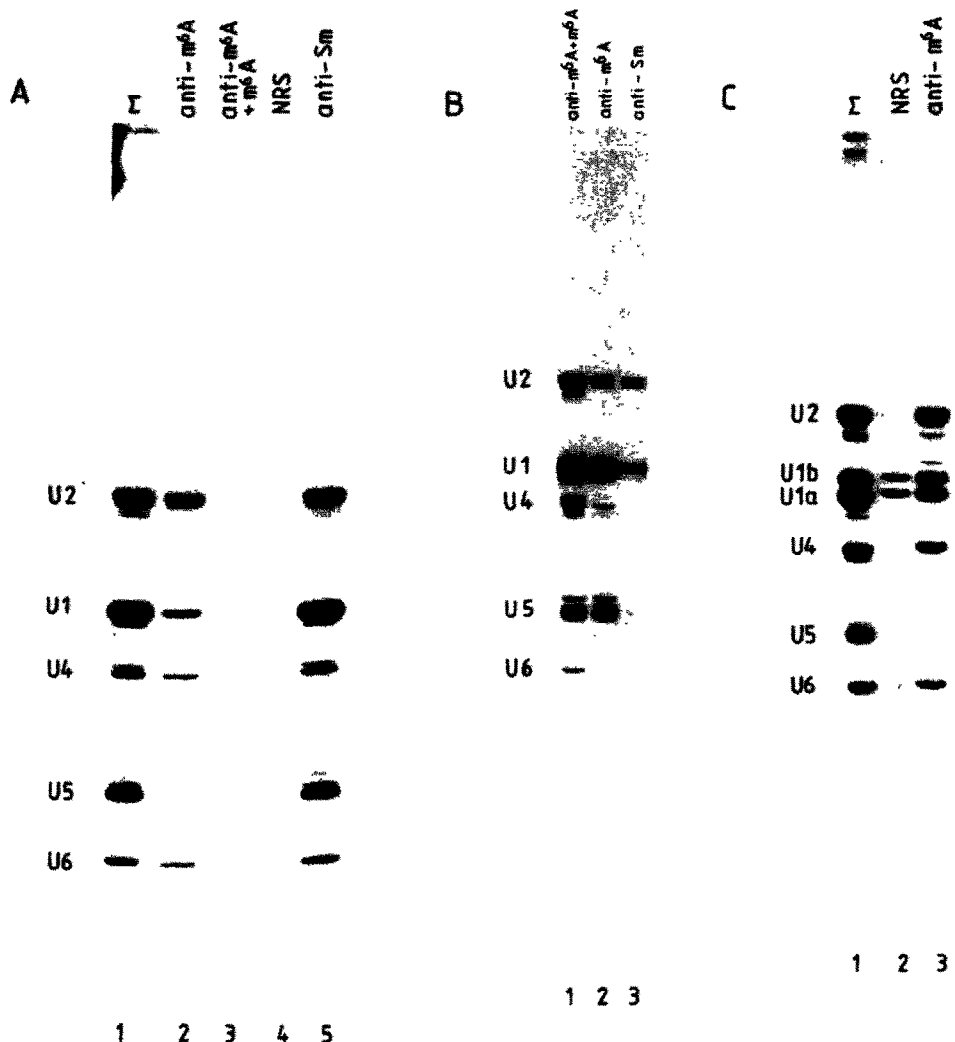 A
Σ
anti-m⁶A
anti-m⁶A
+ m⁶A
NRS
anti-Sm
U2
U1
U4
U5
U6
1 2 3 4 5
B
anti-m⁶A+m⁶A
anti-m⁶A
anti-Sm
U2
U1
U4
U5
U6
1 2 3
C
Σ
NRS
anti-m⁶A
U2
U1b
U1a
U4
U5
U6
1 2 3